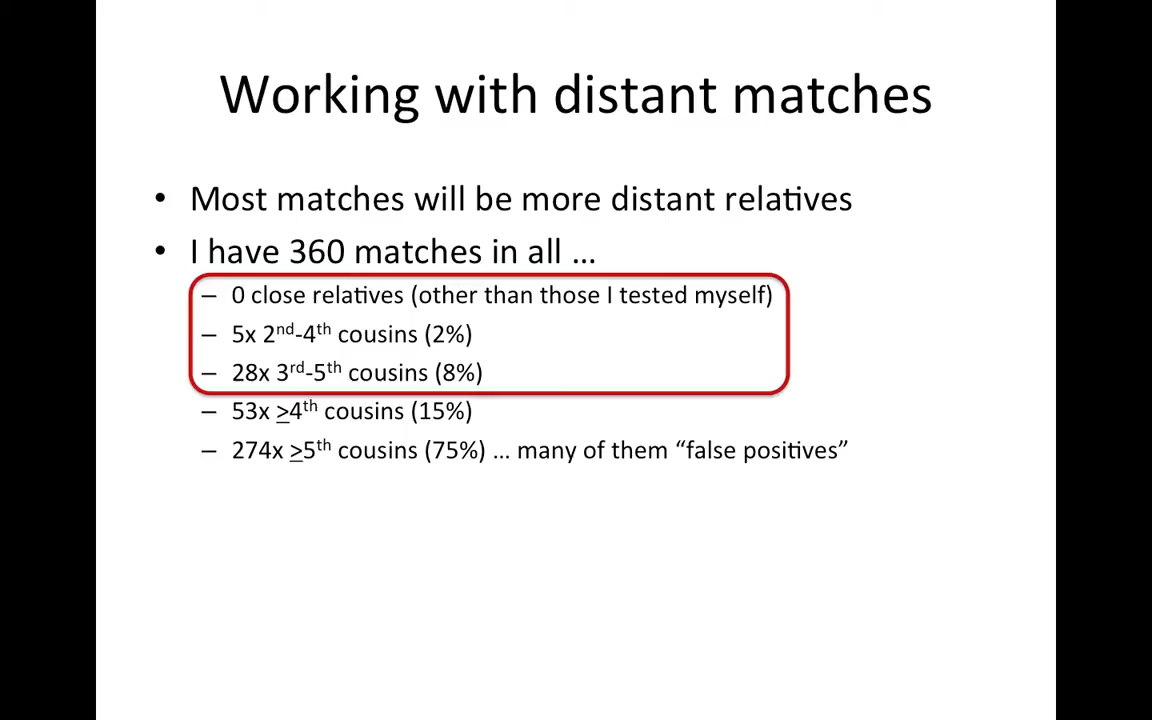 Working with distant matches
• Most matches will be more distant relatives
• I have 360 matches in all …
– 0 close relatives (other than those I tested myself)
– 5x 2nd-4th cousins (2%)
– 28x 3rd-5th cousins (8%)
– 53x ≥4th cousins (15%)
– 274x ≥5th cousins (75%) … many of them “false positives”